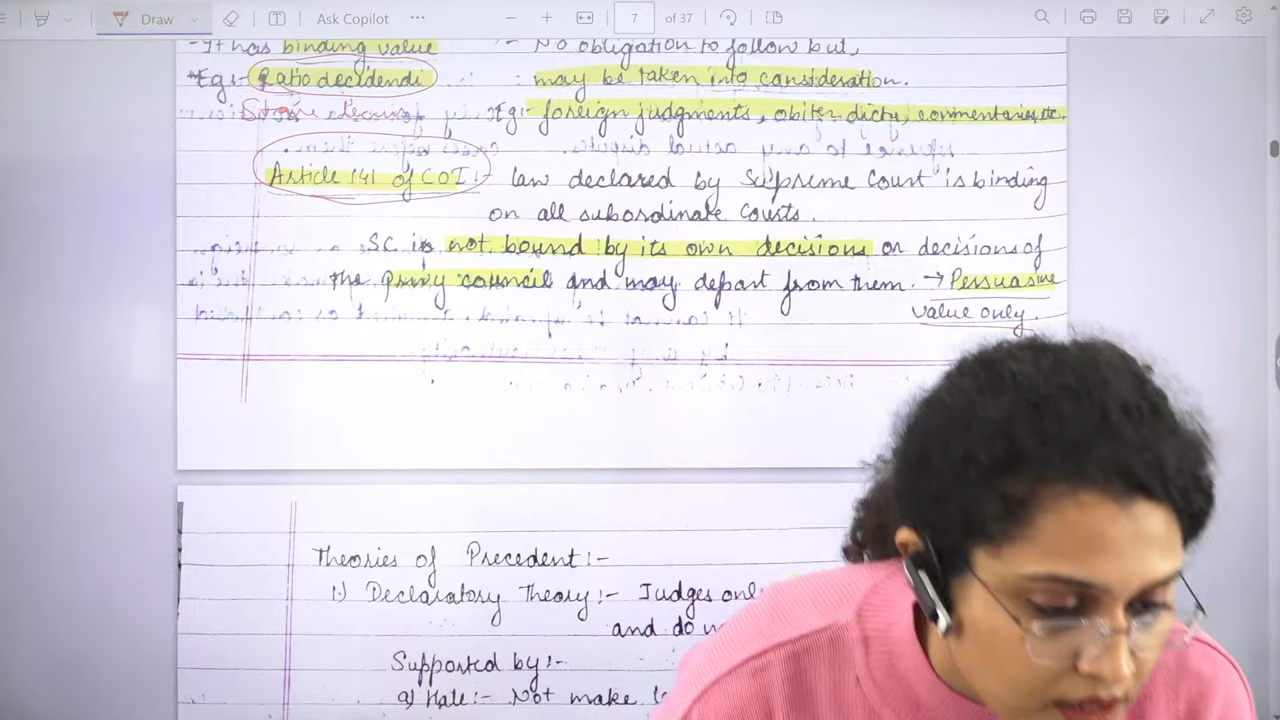 Draw
Ask Copilot
7 of 37
-It has binding value :- No obligation to follow but,
*Eg:- Ratio decidendi : may be taken into consideration.
Stare decisis Eg:- foreign judgments, obiter dicta, commentaries, etc.
Article 141 of COI :- law declared by Supreme Court is binding
on all subordinate courts.
SC is not bound by its own decisions or decisions of
the privy council and may depart from them. → Persuasive
value only.
Theories of Precedent :-
1.) Declaratory Theory :- Judges onl
and do
Supported by :-
a) Hale :- Not make